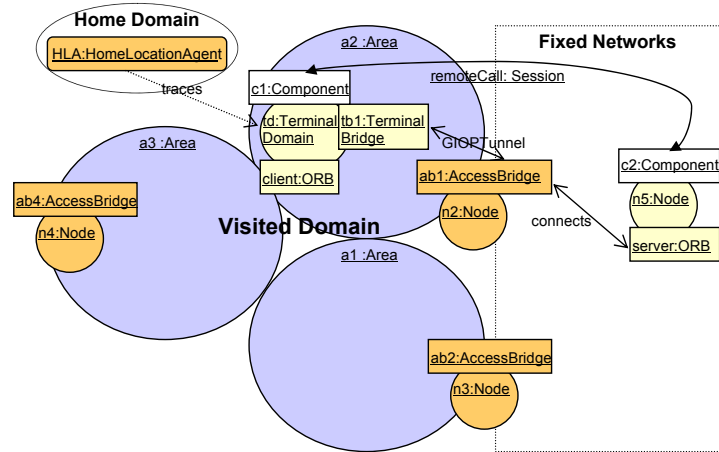 Home Domain
HLA:HomeLocationAgent
traces
a2 :Area
Fixed Networks
remoteCall: Session
c1:Component
td:Terminal
Domain
tb1:Terminal
Bridge
GIOPTunnel
client:ORB
a3 :Area
ab1:AccessBridge
c2:Component
ab4:AccessBridge
n2:Node
n5:Node
n4:Node
Visited Domain
connects
server:ORB
a1 :Area
ab2:AccessBridge
n3:Node